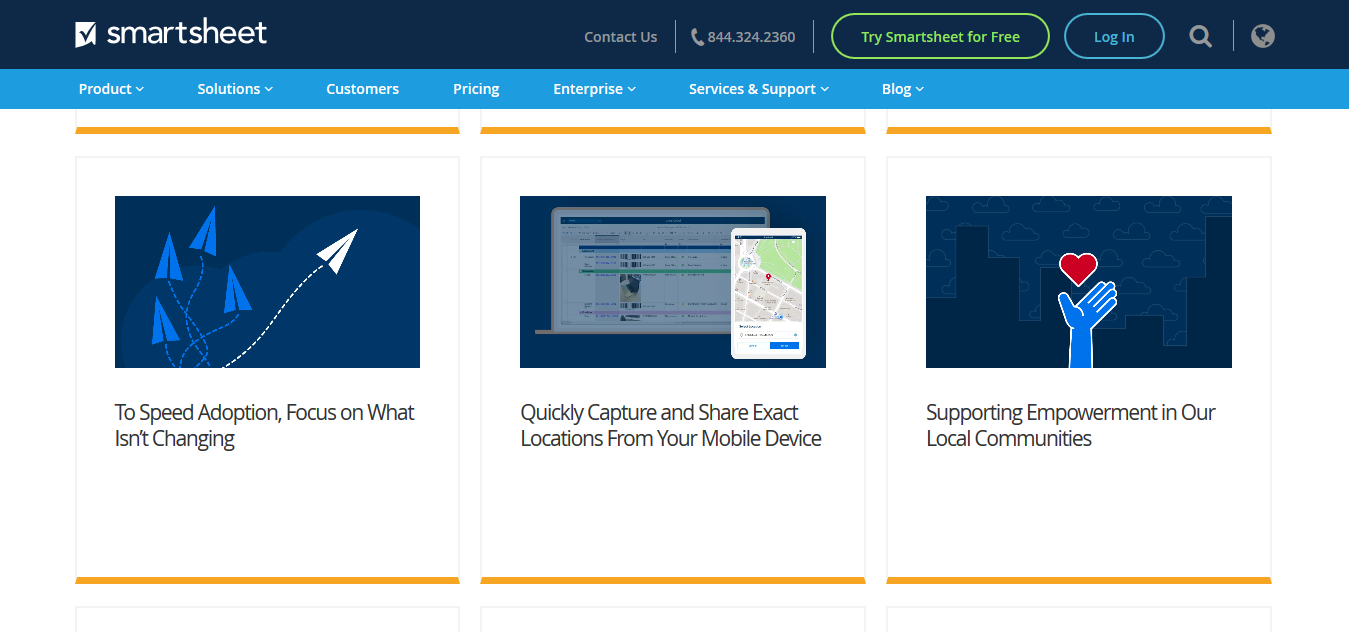 smartsheet
Contact Us
844.324.2360
Try Smartsheet for Free
Log In
Product
Solutions
Customers
Pricing
Enterprise
Services & Support
Blog
To Speed Adoption, Focus on What
Isn't Changing
Quickly Capture and Share Exact
Locations From Your Mobile Device
Supporting Empowerment in Our
Local Communities